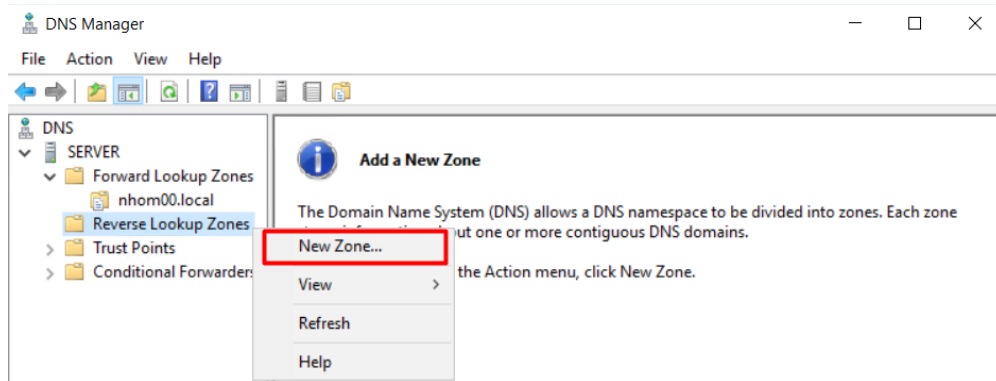 DNS Manager
File Action View Help
DNS
SERVER
Forward Lookup Zones
nhom00.local
Reverse Lookup Zones
Trust Points
Conditional Forwarders
Add a New Zone
The Domain Name System (DNS) allows a DNS namespace to be divided into zones. Each zone
out one or more contiguous DNS domains.
the Action menu, click New Zone.
New Zone...
View
Refresh
Help